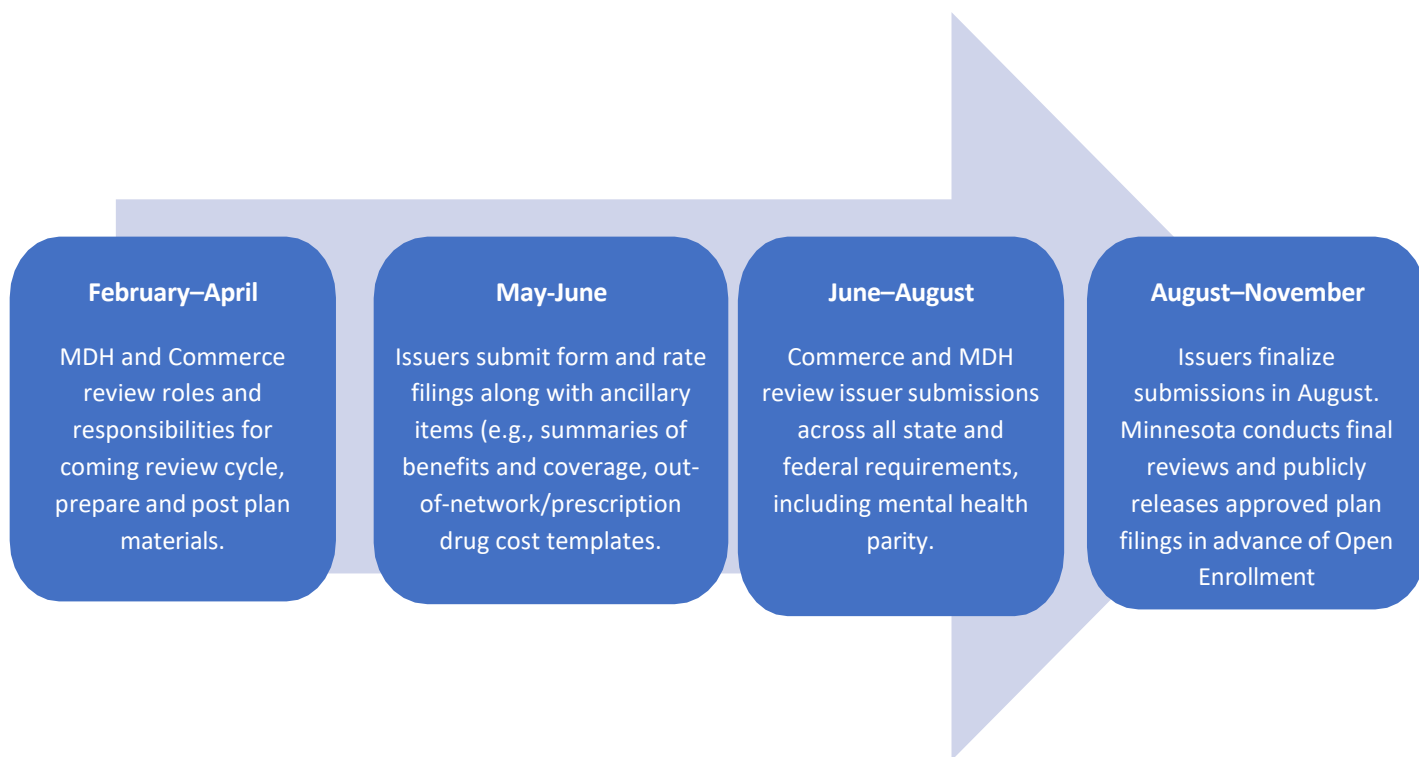 February–April
MDH and Commerce
review roles and
responsibilities for
coming review cycle,
prepare and post plan
materials.
May-June
Issuers submit form and rate
filings along with ancillary
items (e.g., summaries of
benefits and coverage, out-
of-network/prescription
drug cost templates.
June–August
Commerce and MDH
review issuer submissions
across all state and
federal requirements,
including mental health
parity.
August–November
Issuers finalize
submissions in August.
Minnesota conducts final
reviews and publicly
releases approved plan
filings in advance of Open
Enrollment